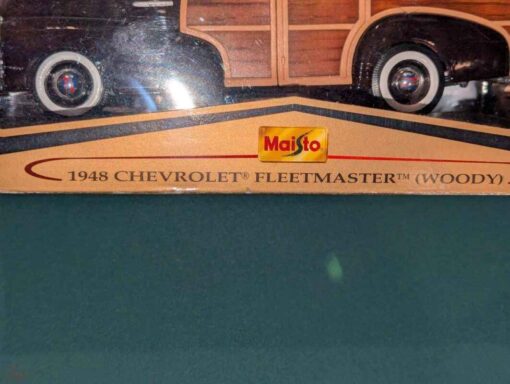 Maisto
1948 CHEVROLET® FLEETMASTER™ (WOODY)